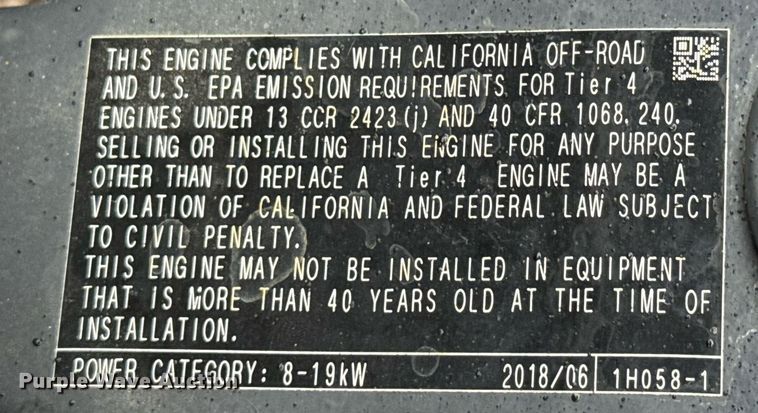 THIS ENGINE COMPLIES WITH CALIFORNIA OFF-ROAD
AND U.S. EPA EMISSION REQUIREMENTS FOR Tier 4
ENGINES UNDER 13 CCR 2423(j) AND 40 CFR 1068.240.
SELLING OR INSTALLING THIS ENGINE FOR ANY PURPOSE
OTHER THAN TO REPLACE A Tier 4 ENGINE MAY BE A
VIOLATION OF CALIFORNIA AND FEDERAL LAW SUBJECT
TO CIVIL PENALTY.
THIS ENGINE MAY NOT BE INSTALLED IN EQUIPMENT
THAT IS MORE THAN 40 YEARS OLD AT THE TIME OF
INSTALLATION.
POWER CATEGORY: 8-19kW 2018/06 1H058-1
Purple Wave Auction